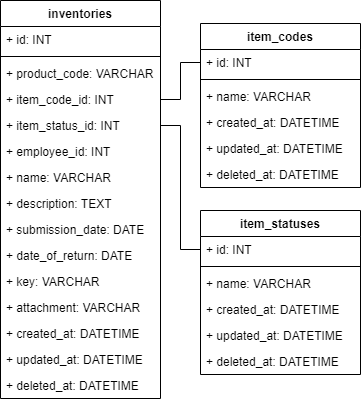 inventories
+ id: INT
+ product_code: VARCHAR
+ item_code_id: INT
+ item_status_id: INT
+ employee_id: INT
+ name: VARCHAR
+ description: TEXT
+ submission_date: DATE
+ date_of_return: DATE
+ key: VARCHAR
+ attachment: VARCHAR
+ created_at: DATETIME
+ updated_at: DATETIME
+ deleted_at: DATETIME
item_codes
+ id: INT
+ name: VARCHAR
+ created_at: DATETIME
+ updated_at: DATETIME
+ deleted_at: DATETIME
item_statuses
+ id: INT
+ name: VARCHAR
+ created_at: DATETIME
+ updated_at: DATETIME
+ deleted_at: DATETIME